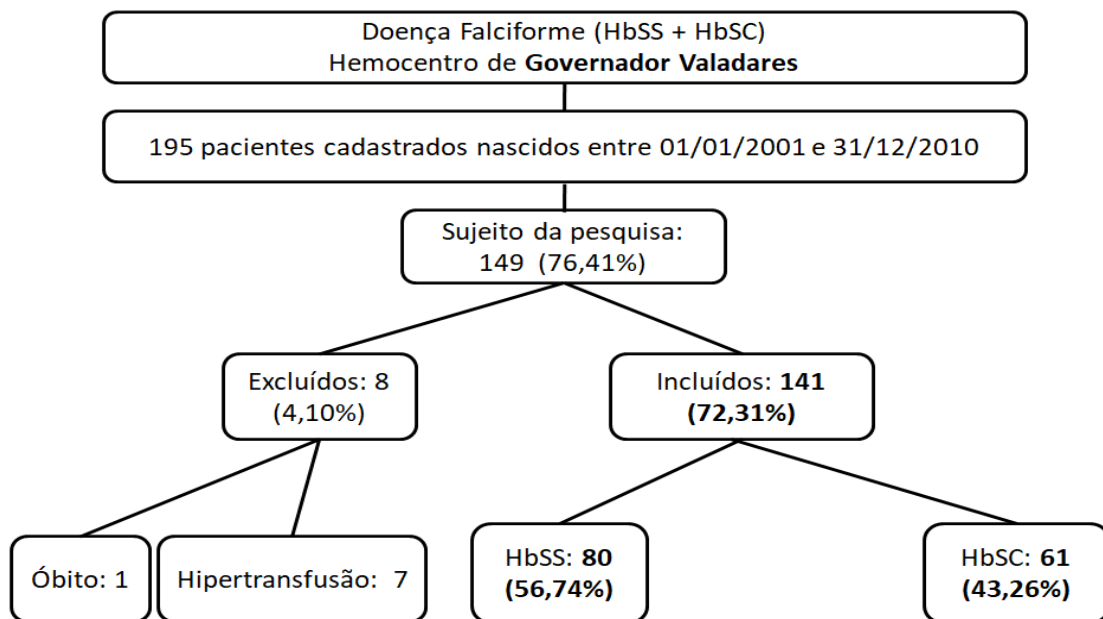 Doença Falciforme (HbSS + HbSC)
Hemocentro de Governador Valadares
195 pacientes cadastrados nascidos entre 01/01/2001 e 31/12/2010
Sujeito da pesquisa:
149 (76,41%)
Excluídos: 8
(4,10%)
Incluídos: 141
(72,31%)
Óbito: 1
Hipertransfusão: 7
HbSS: 80
(56,74%)
HbSC: 61
(43,26%)